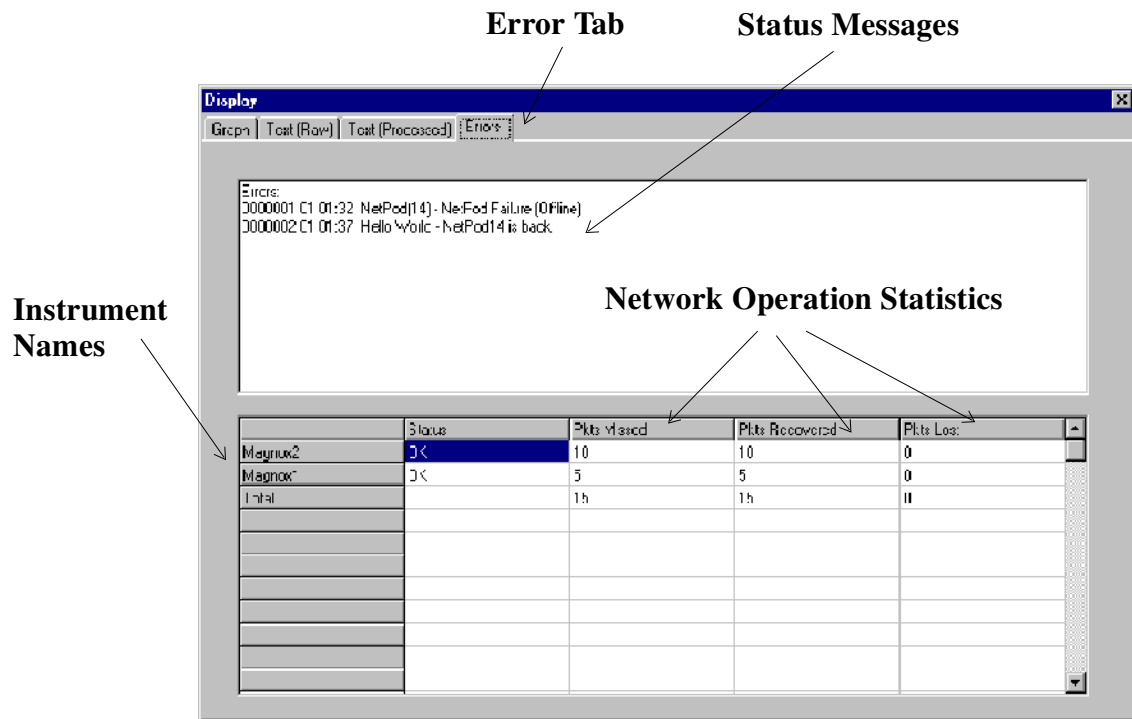 Error Tab Status Messages
Display
Graph Text (Raw) Text (Processed) Errors
Errors:
0000001 01 01:32 NetPod(14) - NetPod Failure (Offline)
0000002 01 01:37 Hello World - NetPod14 is back
Instrument
Names
Network Operation Statistics
Status Pkts Missed Pkts Recovered Pkts Lost
Magnox2 OK 10 10 0
Magnox1 OK 5 5 0
Total 15 15 0